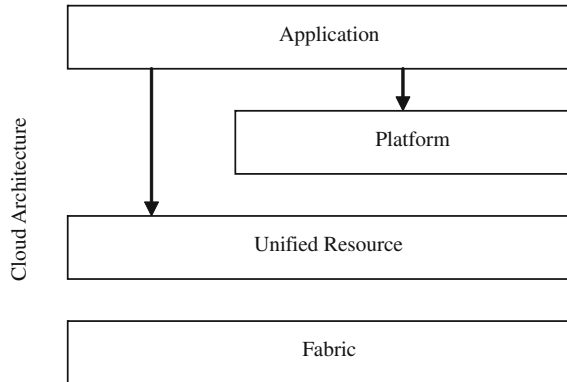 Cloud Architecture
Application
Platform
Unified Resource
Fabric